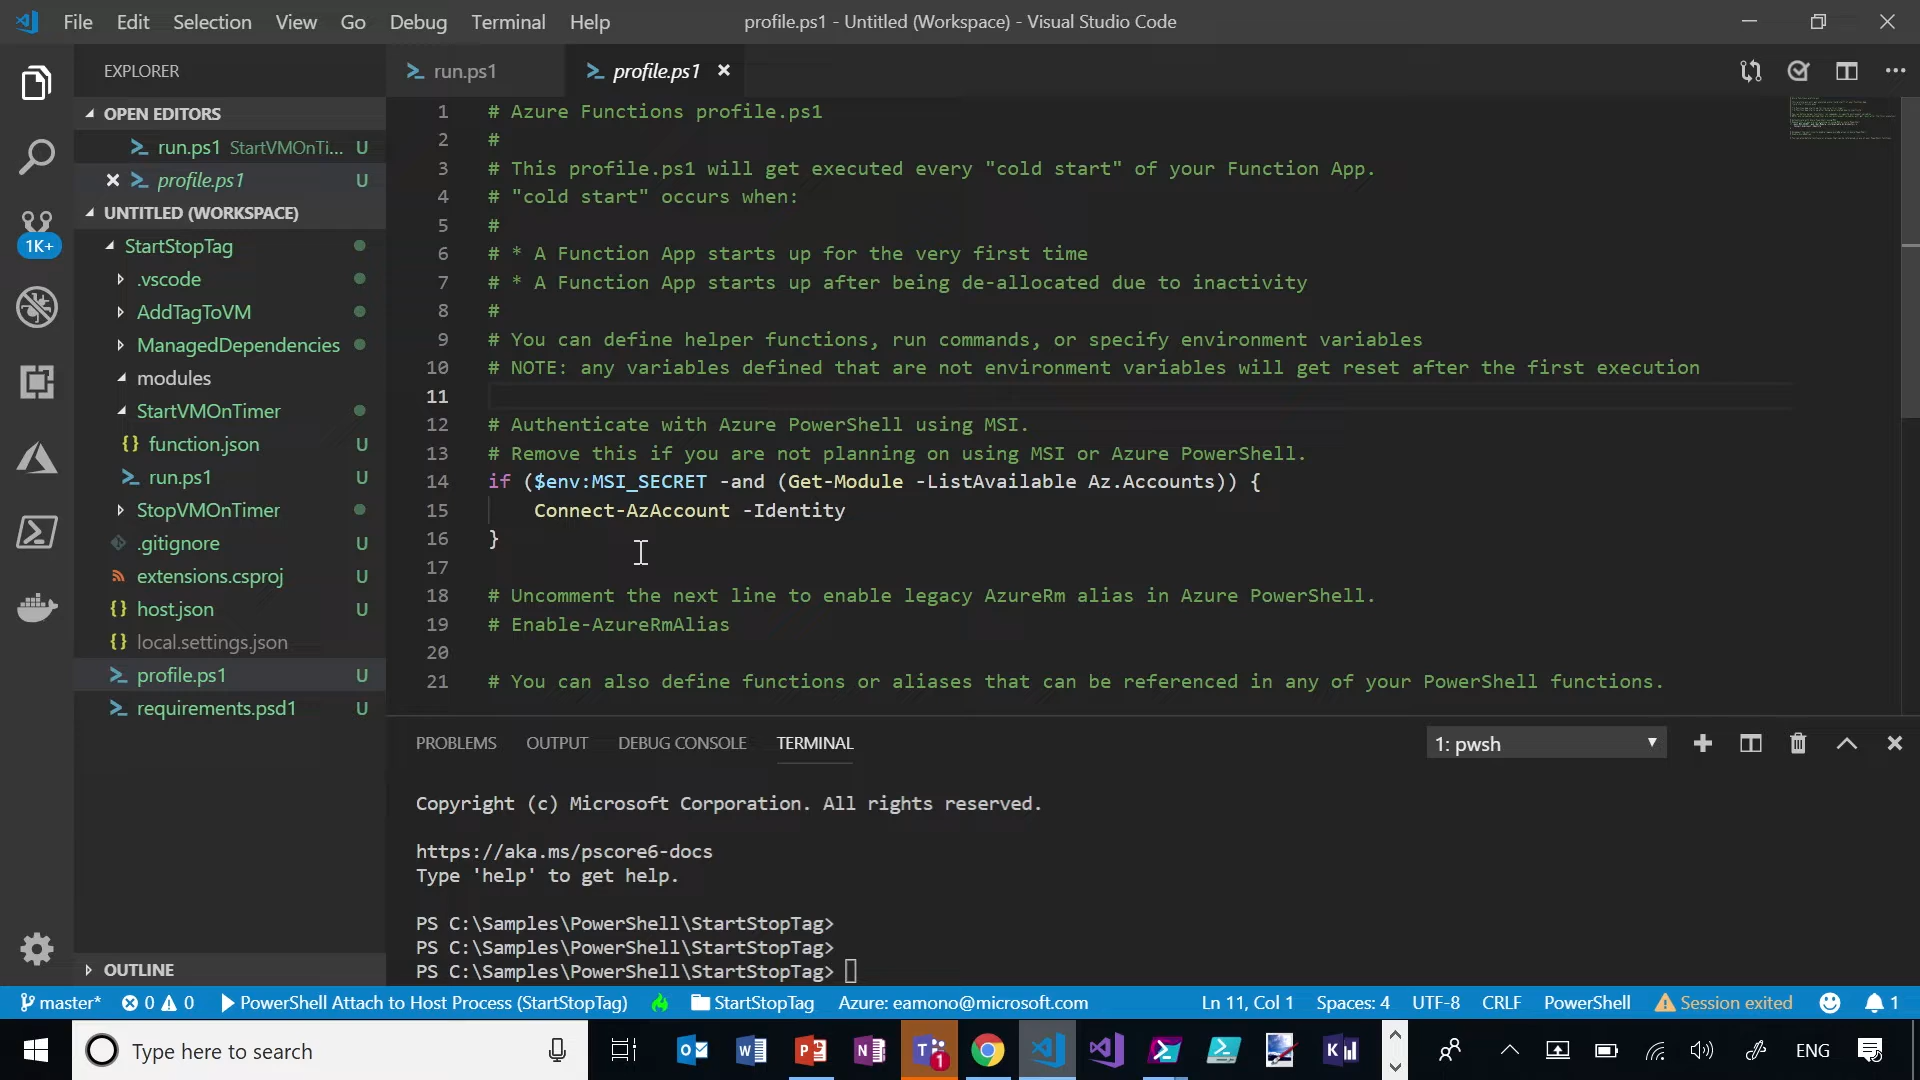 File Edit Selection View Go Debug Terminal Help
profile.ps1 - Untitled (Workspace) - Visual Studio Code
EXPLORER
OPEN EDITORS
run.ps1 StartVMOnTi... U
profile.ps1 U
UNTITLED (WORKSPACE)
1K+
StartStopTag
.vscode
AddTagToVM
ManagedDependencies
modules
StartVMOnTimer
function.json U
run.ps1 U
StopVMOnTimer
.gitignore U
extensions.csproj U
host.json U
local.settings.json
profile.ps1 U
requirements.psd1 U
OUTLINE
run.ps1
profile.ps1
1 # Azure Functions profile.ps1
2 #
3 # This profile.ps1 will get executed every "cold start" of your Function App.
4 # "cold start" occurs when:
5 #
6 # * A Function App starts up for the very first time
7 # * A Function App starts up after being de-allocated due to inactivity
8 #
9 # You can define helper functions, run commands, or specify environment variables
10 # NOTE: any variables defined that are not environment variables will get reset after the first execution
11
12 # Authenticate with Azure PowerShell using MSI.
13 # Remove this if you are not planning on using MSI or Azure PowerShell.
14 if ($env:MSI_SECRET -and (Get-Module -ListAvailable Az.Accounts)) {
15 Connect-AzAccount -Identity
16 }
17
18 # Uncomment the next line to enable legacy AzureRm alias in Azure PowerShell.
19 # Enable-AzureRmAlias
20
21 # You can also define functions or aliases that can be referenced in any of your PowerShell functions.
PROBLEMS OUTPUT DEBUG CONSOLE TERMINAL
1: pwsh
Copyright (c) Microsoft Corporation. All rights reserved.
https://aka.ms/pscore6-docs
Type 'help' to get help.
PS C:\Samples\PowerShell\StartStopTag>
PS C:\Samples\PowerShell\StartStopTag>
PS C:\Samples\PowerShell\StartStopTag>
master* 0 0 PowerShell Attach to Host Process (StartStopTag) StartStopTag Azure: eamono@microsoft.com
Ln 11, Col 1 Spaces: 4 UTF-8 CRLF PowerShell Session exited 1
Type here to search
1
ENG